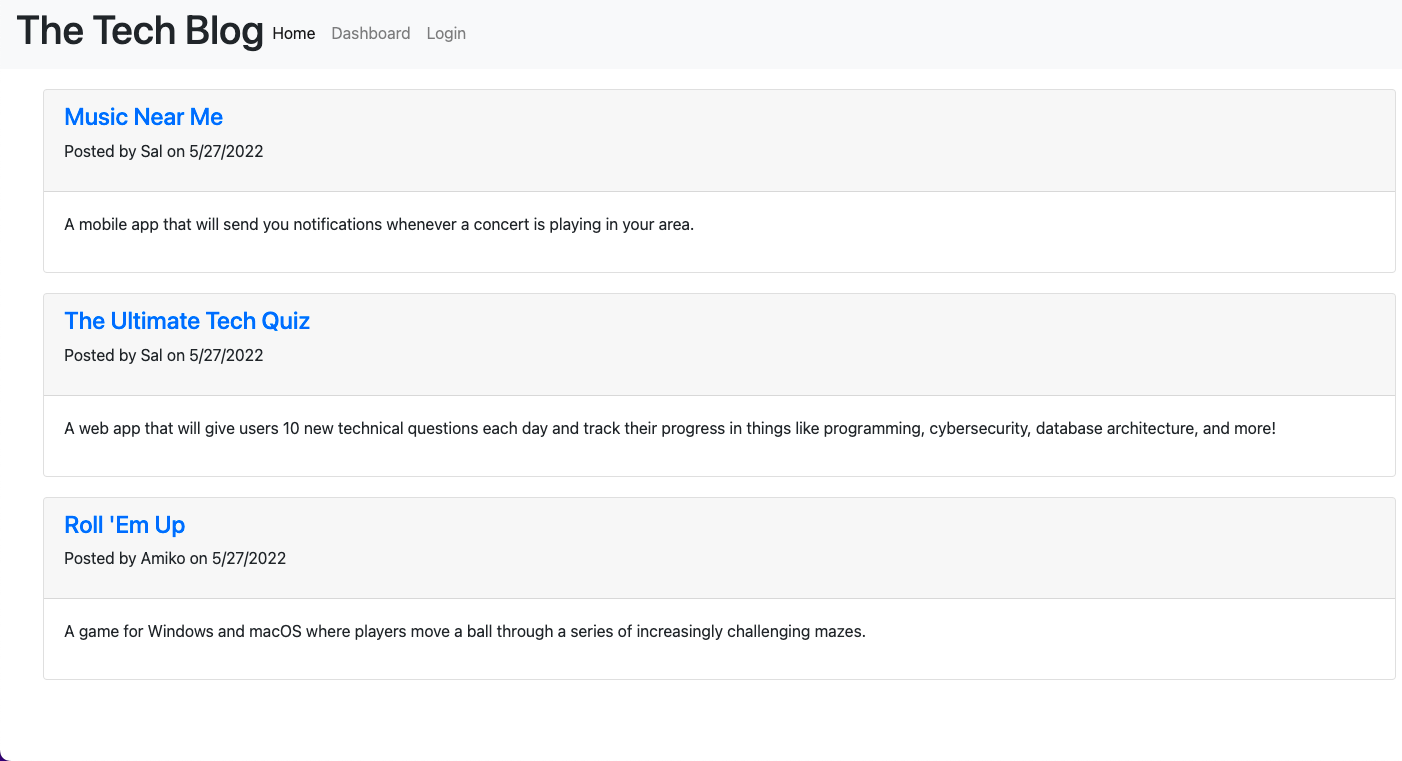 The Tech Blog Home Dashboard Login
Music Near Me
Posted by Sal on 5/27/2022
A mobile app that will send you notifications whenever a concert is playing in your area.
The Ultimate Tech Quiz
Posted by Sal on 5/27/2022
A web app that will give users 10 new technical questions each day and track their progress in things like programming, cybersecurity, database architecture, and more!
Roll 'Em Up
Posted by Amiko on 5/27/2022
A game for Windows and macOS where players move a ball through a series of increasingly challenging mazes.